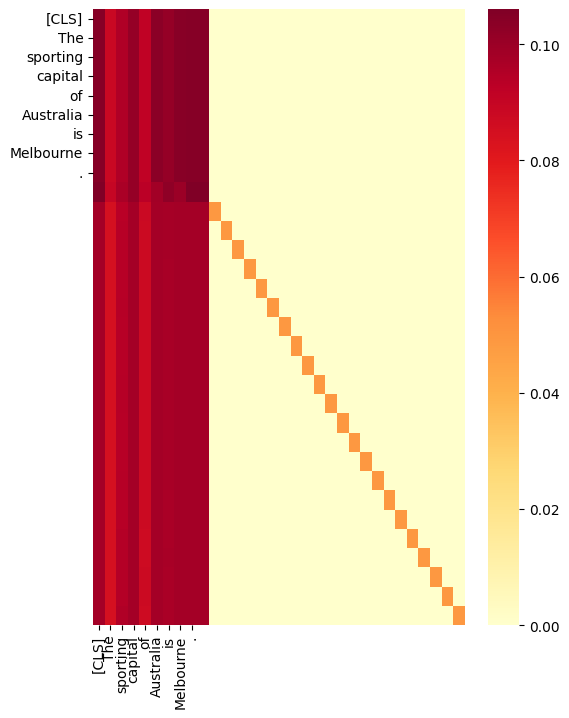 [CLS]
The
sporting
capital
of
Australia
is
Melbourne
.
0.10
0.08
0.06
0.04
0.02
0.00
[CLS]
The
sporting
capital
of
Australia
is
Melbourne
.